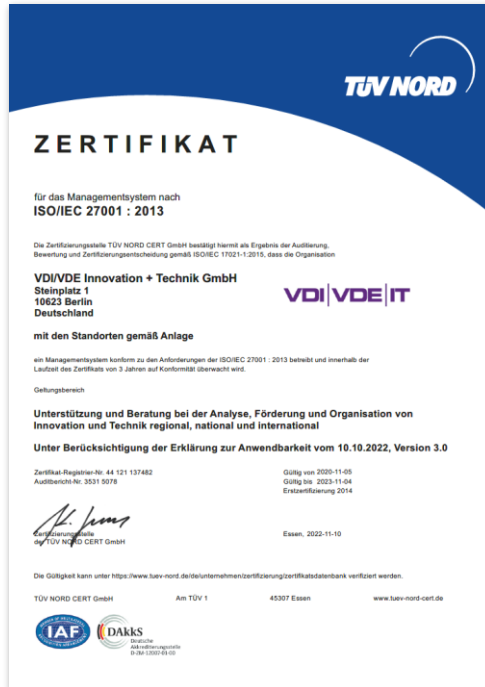 TÜV NORD
ZERTIFIKAT
für das Managementsystem nach
ISO/IEC 27001 : 2013
Die Zertifizierungsstelle TÜV NORD CERT GmbH bestätigt hiermit als Ergebnis der Auditierung,
Bewertung und Zertifizierungsentscheidung gemäß ISO/IEC 17021-1:2015, dass die Organisation
VDI/VDE Innovation + Technik GmbH
Steinplatz 1
10623 Berlin
Deutschland
VDI|VDE|IT
mit den Standorten gemäß Anlage
ein Managementsystem konform zu den Anforderungen der ISO/IEC 27001 : 2013 betreibt und innerhalb der
Laufzeit des Zertifikats von 3 Jahren auf Konformität überwacht wird.
Geltungsbereich
Unterstützung und Beratung bei der Analyse, Förderung und Organisation von
Innovation und Technik regional, national und international
Unter Berücksichtigung der Erklärung zur Anwendbarkeit vom 10.10.2022, Version 3.0
Zertifikat-Registrier-Nr. 44 121 137482
Auditbericht-Nr. 3531 5078
Gültig von 2020-11-05
Gültig bis 2023-11-04
Erstzertifizierung 2014
Zertifizierungsstelle
der TÜV NORD CERT GmbH
Essen, 2022-11-10
Die Gültigkeit kann unter https://www.tuev-nord.de/de/unternehmen/zertifizierung/zertifikatsdatenbank verifiziert werden.
TÜV NORD CERT GmbH Am TÜV 1 45307 Essen www.tuev-nord-cert.de
IAF
DAkkS
Deutsche
Akkreditierungsstelle
D-ZM-12007-01-00